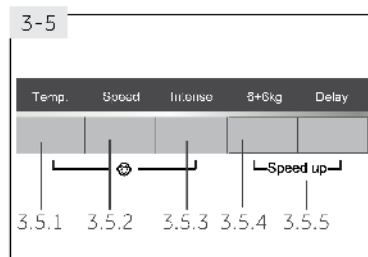 3-5
Temp. Speed Intense 6+6kg Delay
Speed up
3.5.1 3.5.2 3.5.3 3.5.4 3.5.5